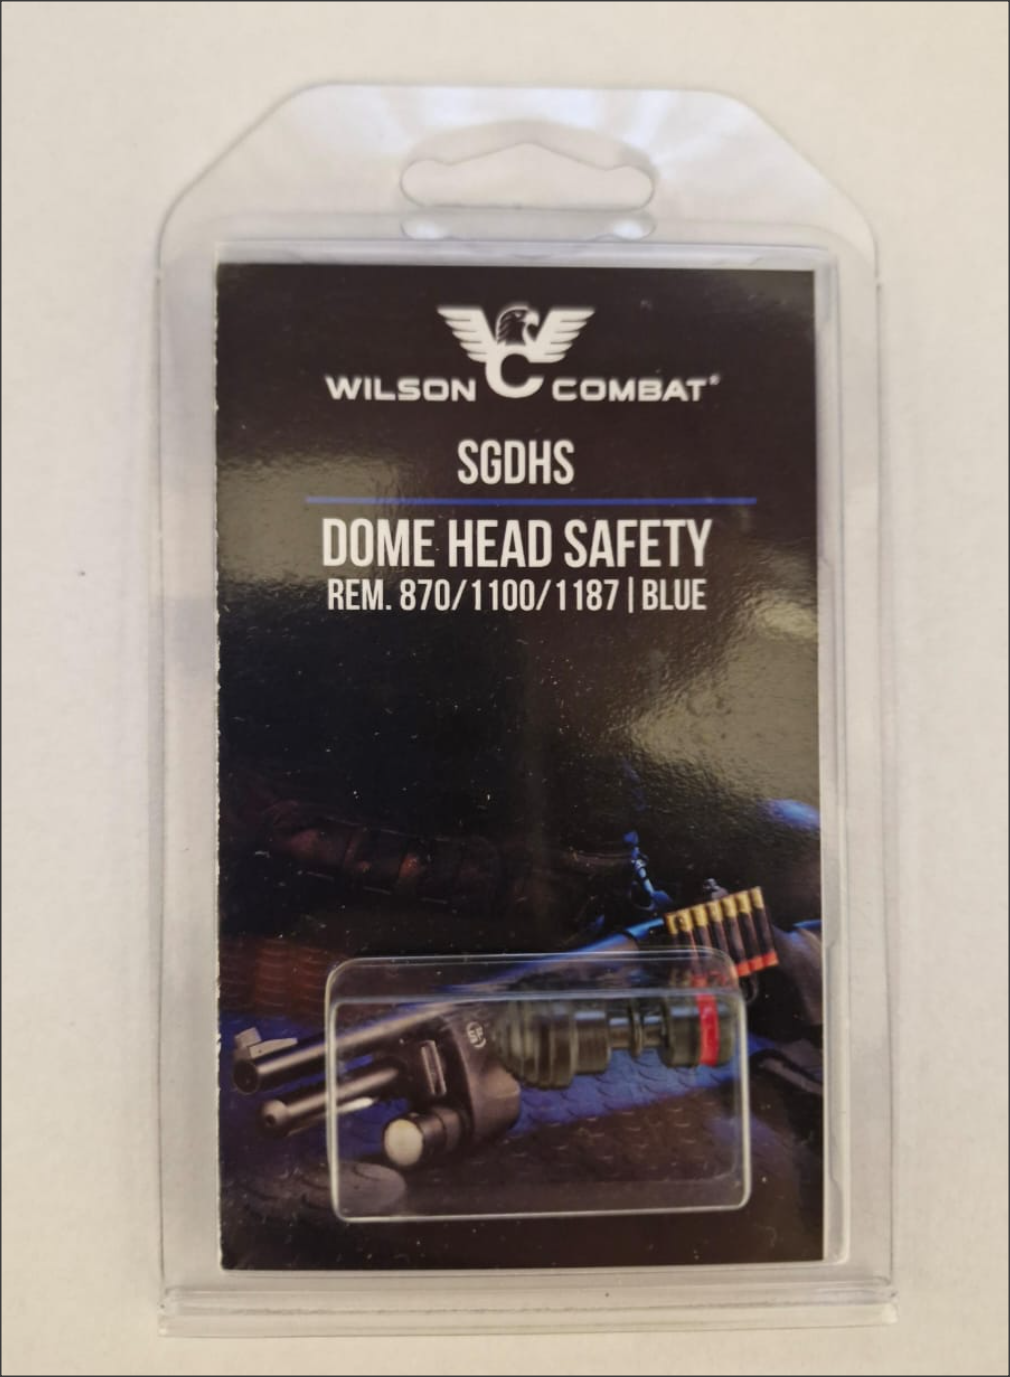 WILSON COMBAT®
SGDHS
DOME HEAD SAFETY
REM. 870/1100/1187 | BLUE